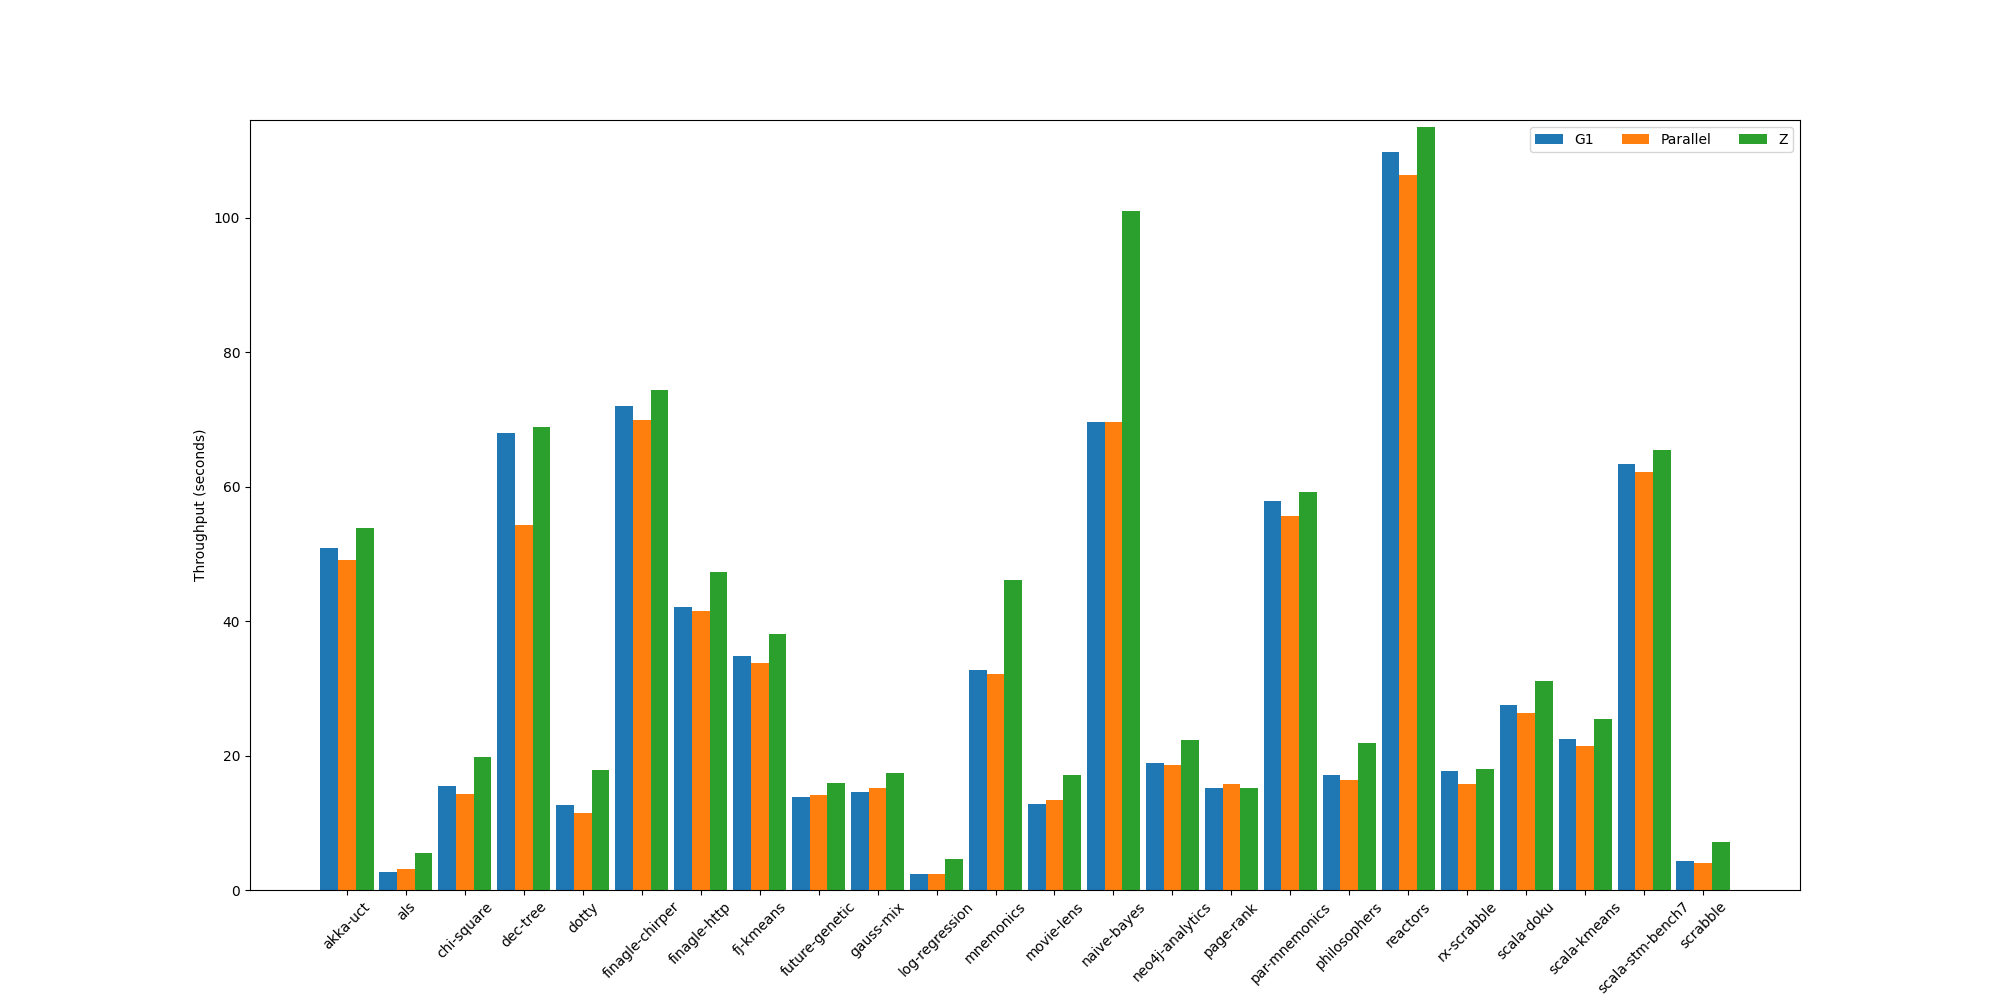 G1 Parallel Z
Throughput (seconds)
100
80
60
40
20
0
akka-uct
als
chi-square
dec-tree
dotty
finagle-chirper
finagle-http
fj-kmeans
future-genetic
gauss-mix
log-regression
mnemonics
movie-lens
naive-bayes
neo4j-analytics
page-rank
par-mnemonics
philosophers
reactors
rx-scrabble
scala-doku
scala-kmeans
scala-stm-bench7
scrabble